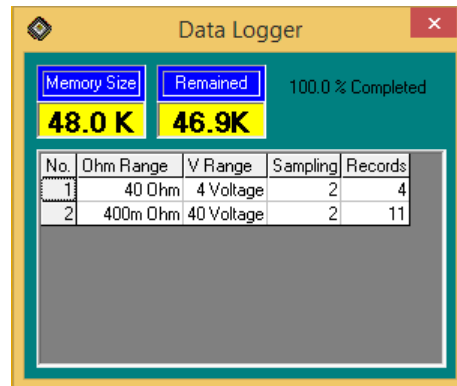 Data Logger
Memory Size Remained 100.0 % Completed
48.0 K 46.9K
No. Ohm Range V Range Sampling Records
1 40 Ohm 4 Voltage 2 4
2 400m Ohm 40 Voltage 2 11